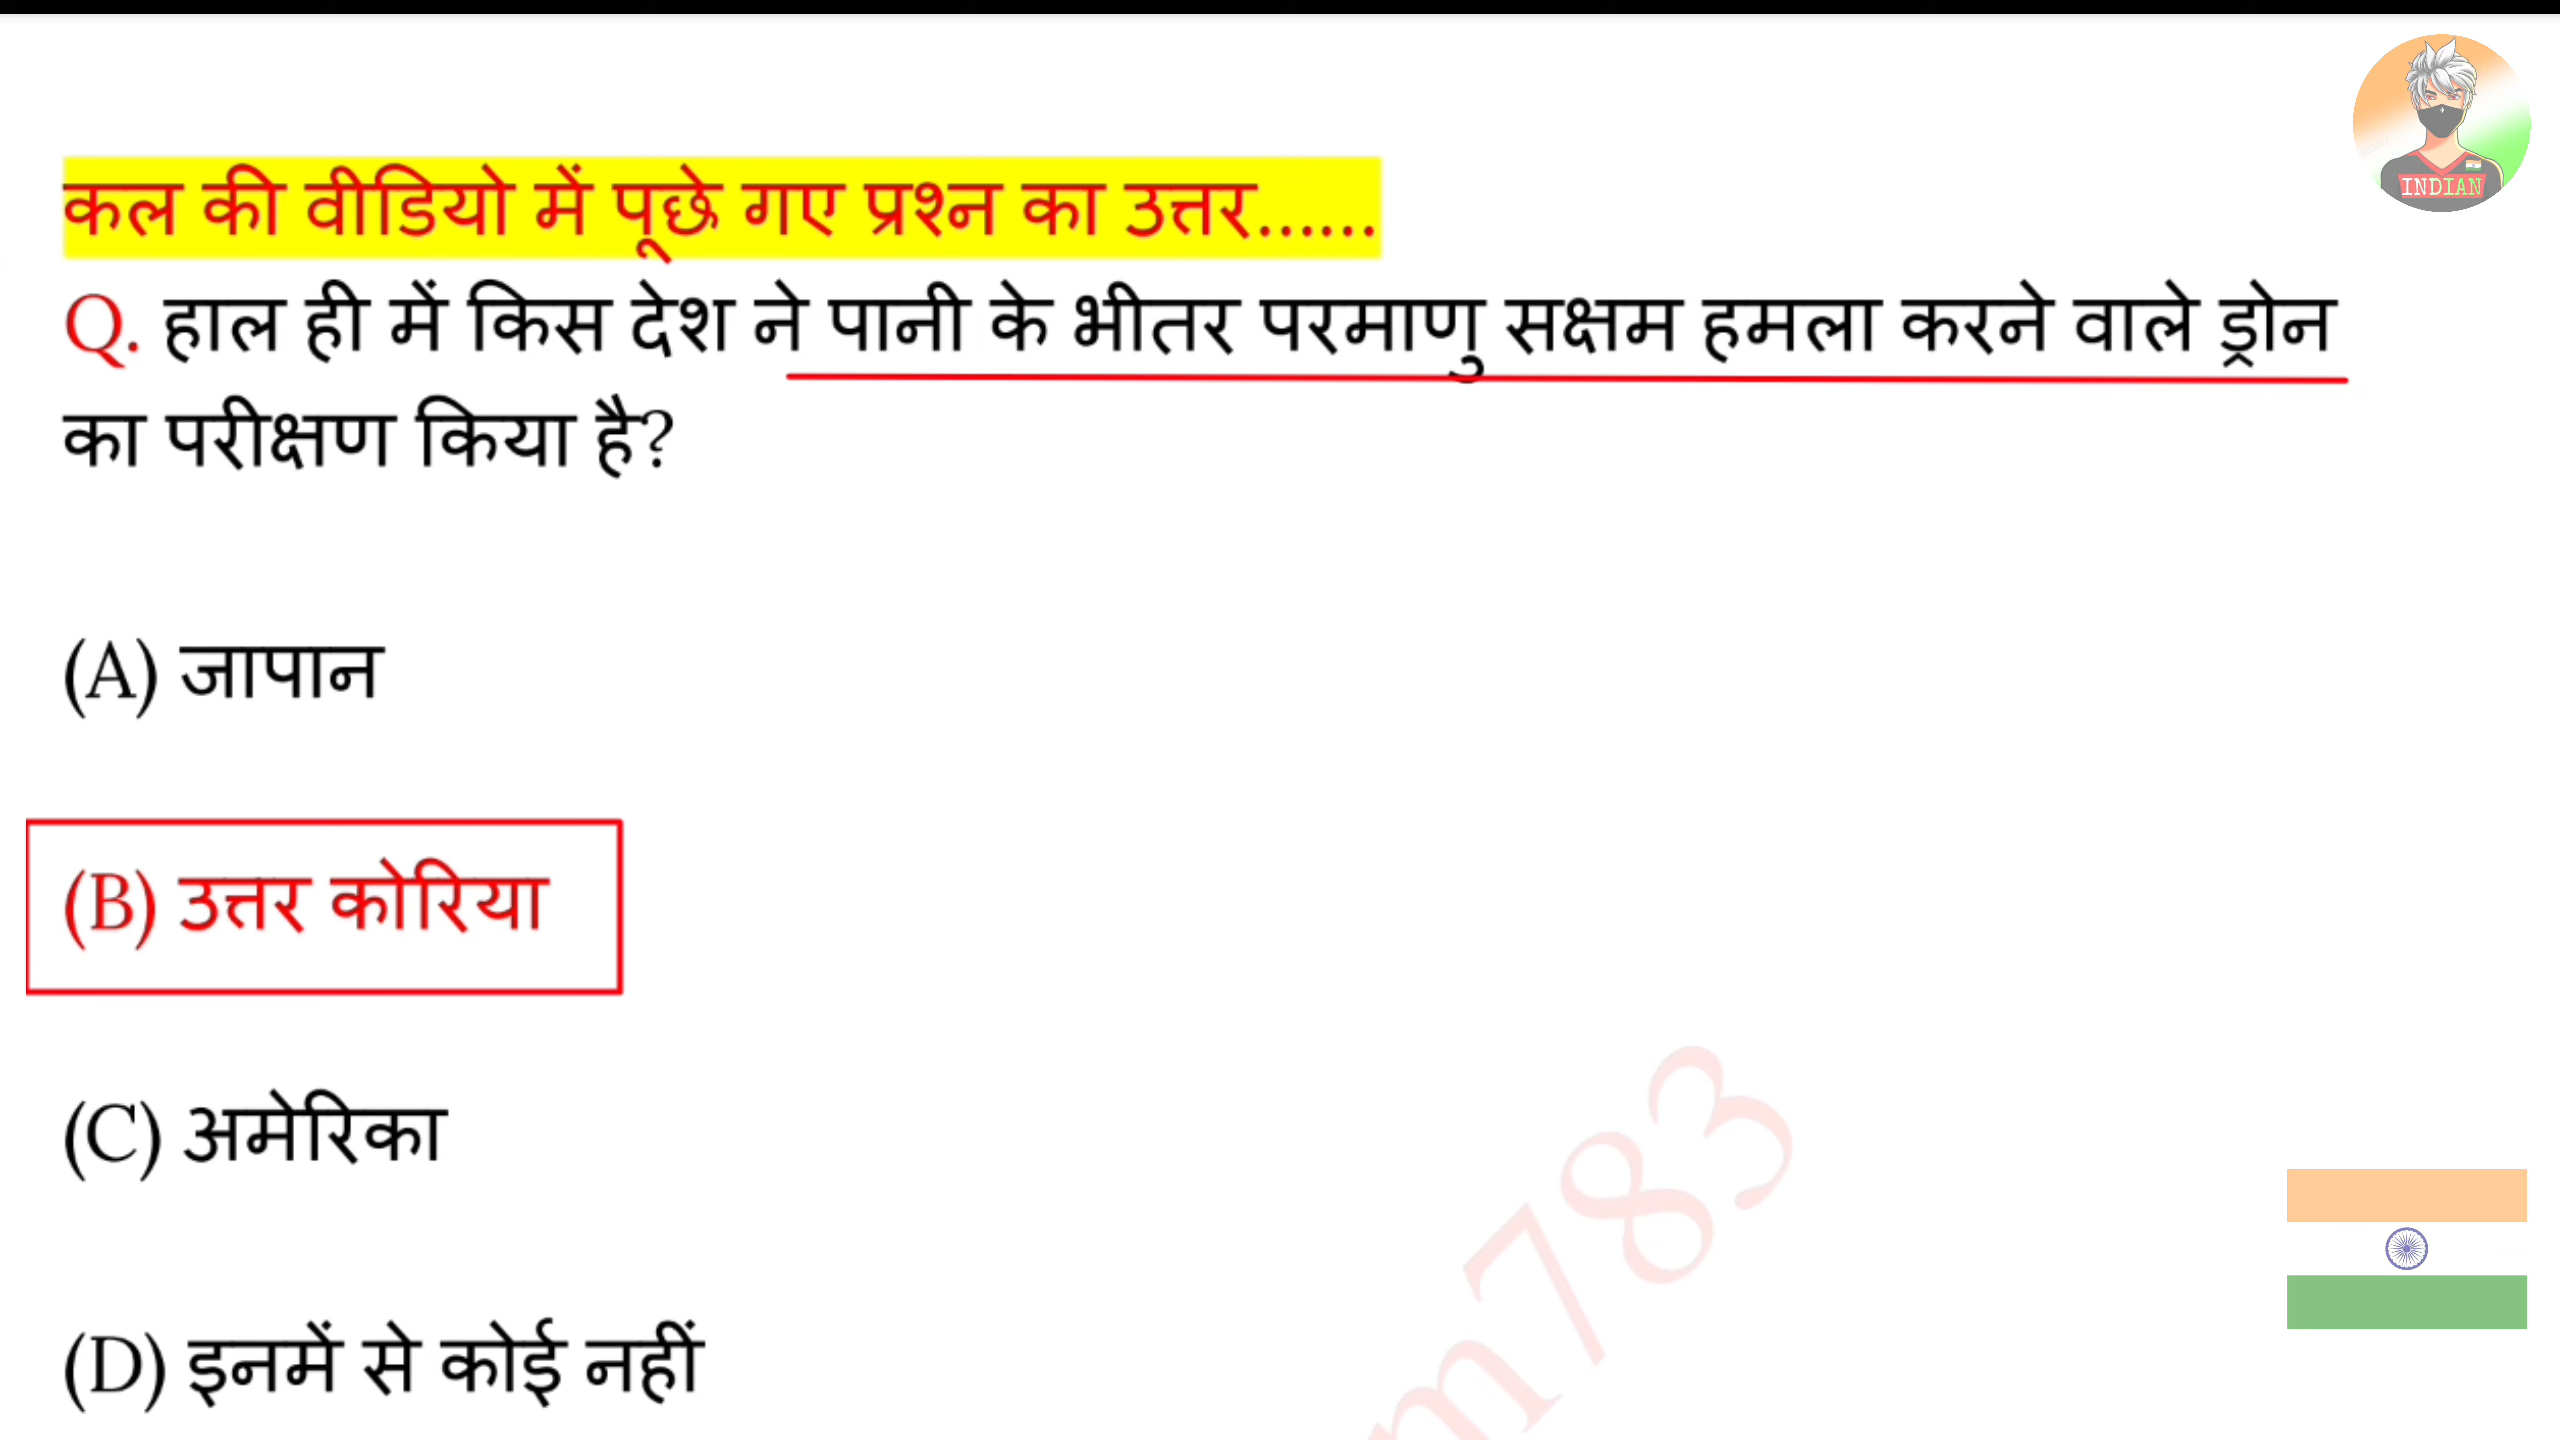 कल की वीडियो में पूछे गए प्रश्न का उत्तर......
INDIAN
Q. हाल ही में किस देश ने पानी के भीतर परमाणु सक्षम हमला करने वाले ड्रोन
का परीक्षण किया है?
(A) जापान
(B) उत्तर कोरिया
(C) अमेरिका
(D) इनमें से कोई नहीं
m783